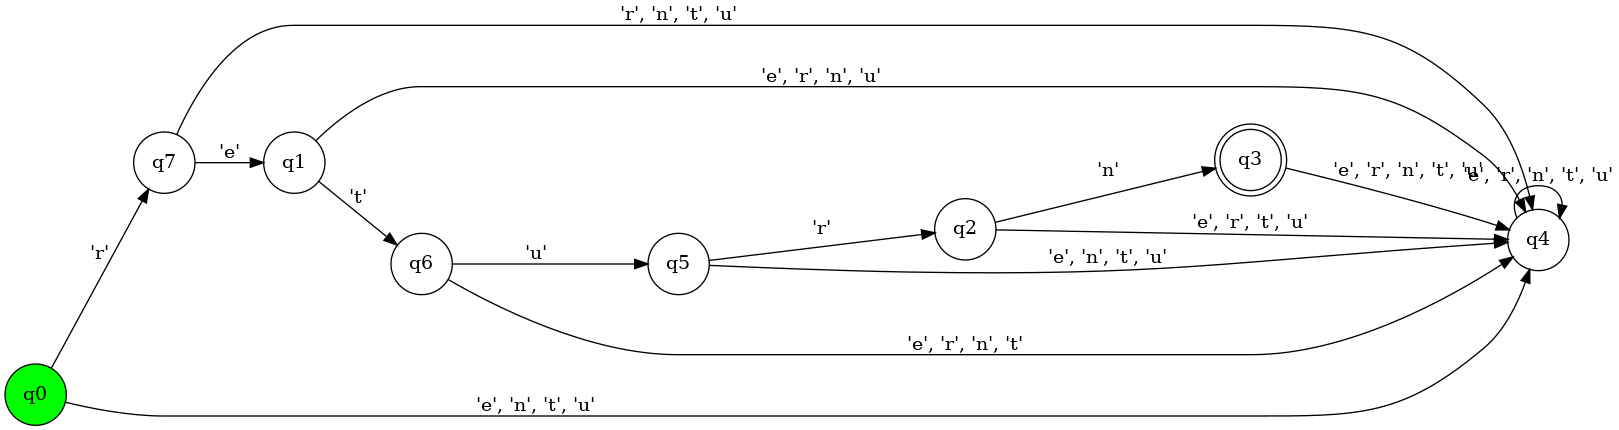 'r', 'n', 't', 'u'
'e', 'r', 'n', 'u'
q7
'e'
q1
't'
'n'
q3
'e', 'r', 'n', 't', 'u'
'e', 'r', 'n', 't', 'u'
'r'
q2
'e', 'r', 't', 'u'
q4
'r'
q6
'u'
q5
'e', 'n', 't', 'u'
'e', 'r', 'n', 't'
q0
'e', 'n', 't', 'u'